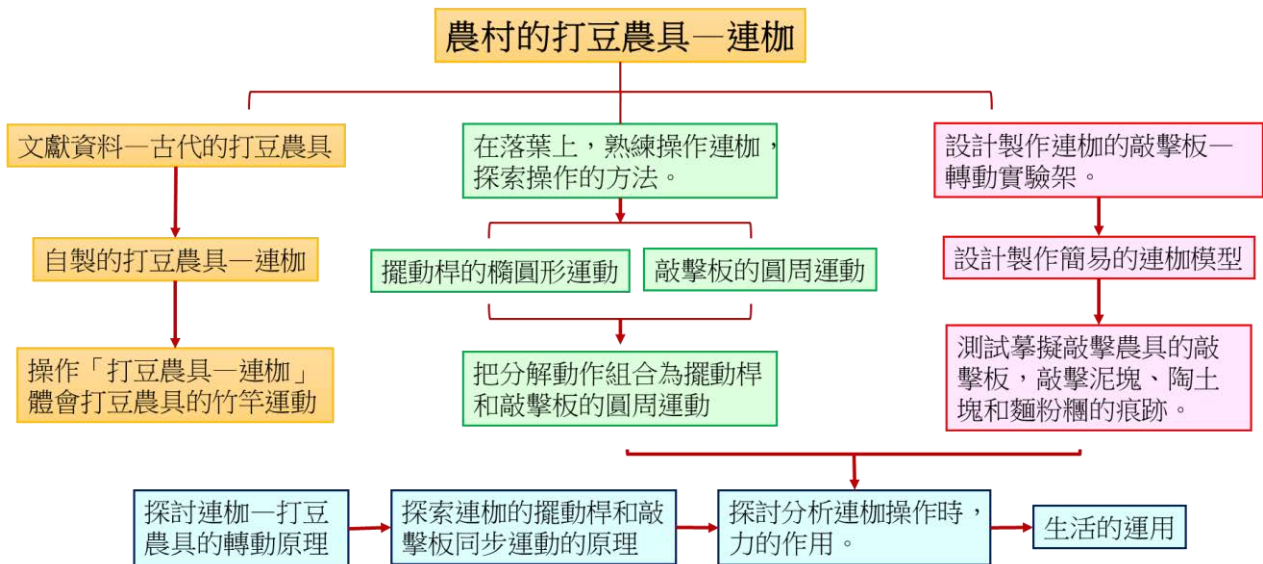 農村的打豆農具—連枷
文獻資料—古代的打豆農具
自製的打豆農具—連枷
操作「打豆農具—連枷」
體會打豆農具的竹竿運動
在落葉上，熟練操作連枷，
探索操作的方法。
擺動桿的橢圓形運動
敲擊板的圓周運動
把分解動作組合為擺動桿
和敲擊板的圓周運動
設計製作連枷的敲擊板—
轉動實驗架。
設計製作簡易的連枷模型
測試摹擬敲擊農具的敲
擊板，敲擊泥塊、陶土
塊和麵粉糰的痕跡。
探討連枷—打豆
農具的轉動原理
探索連枷的擺動桿和敲
擊板同步運動的原理
探討分析連枷操作時，
力的作用。
生活的運用